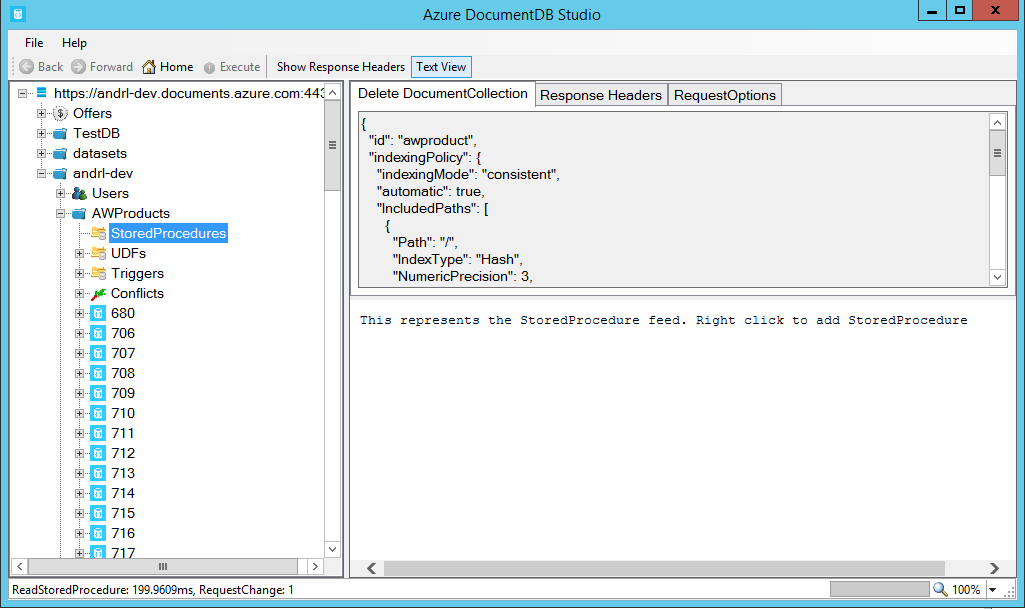 Azure DocumentDB Studio
File Help
Back Forward Home Execute Show Response Headers Text View
https://andrl-dev.documents.azure.com:443
Offers
TestDB
datasets
andrl-dev
Users
AWProducts
StoredProcedures
UDFs
Triggers
Conflicts
680
706
707
708
709
710
711
712
713
714
715
716
717
Delete DocumentCollection Response Headers RequestOptions
{
"id": "awproduct",
"indexingPolicy": {
"indexingMode": "consistent",
"automatic": true,
"IncludedPaths": [
{
"Path": "/",
"IndexType": "Hash",
"NumericPrecision": 3,
This represents the StoredProcedure feed. Right click to add StoredProcedure
ReadStoredProcedure: 199.9609ms, RequestChange: 1
100%